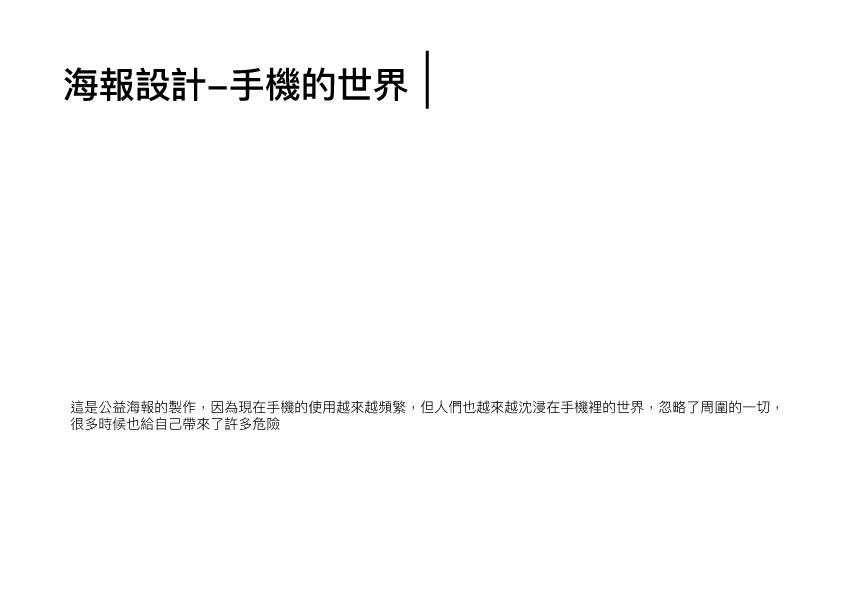 海報設計–手機的世界
這是公益海報的製作，因為現在手機的使用越來越頻繁，但人們也越來越沈浸在手機裡的世界，忽略了周圍的一切，
很多時候也給自己帶來了許多危險